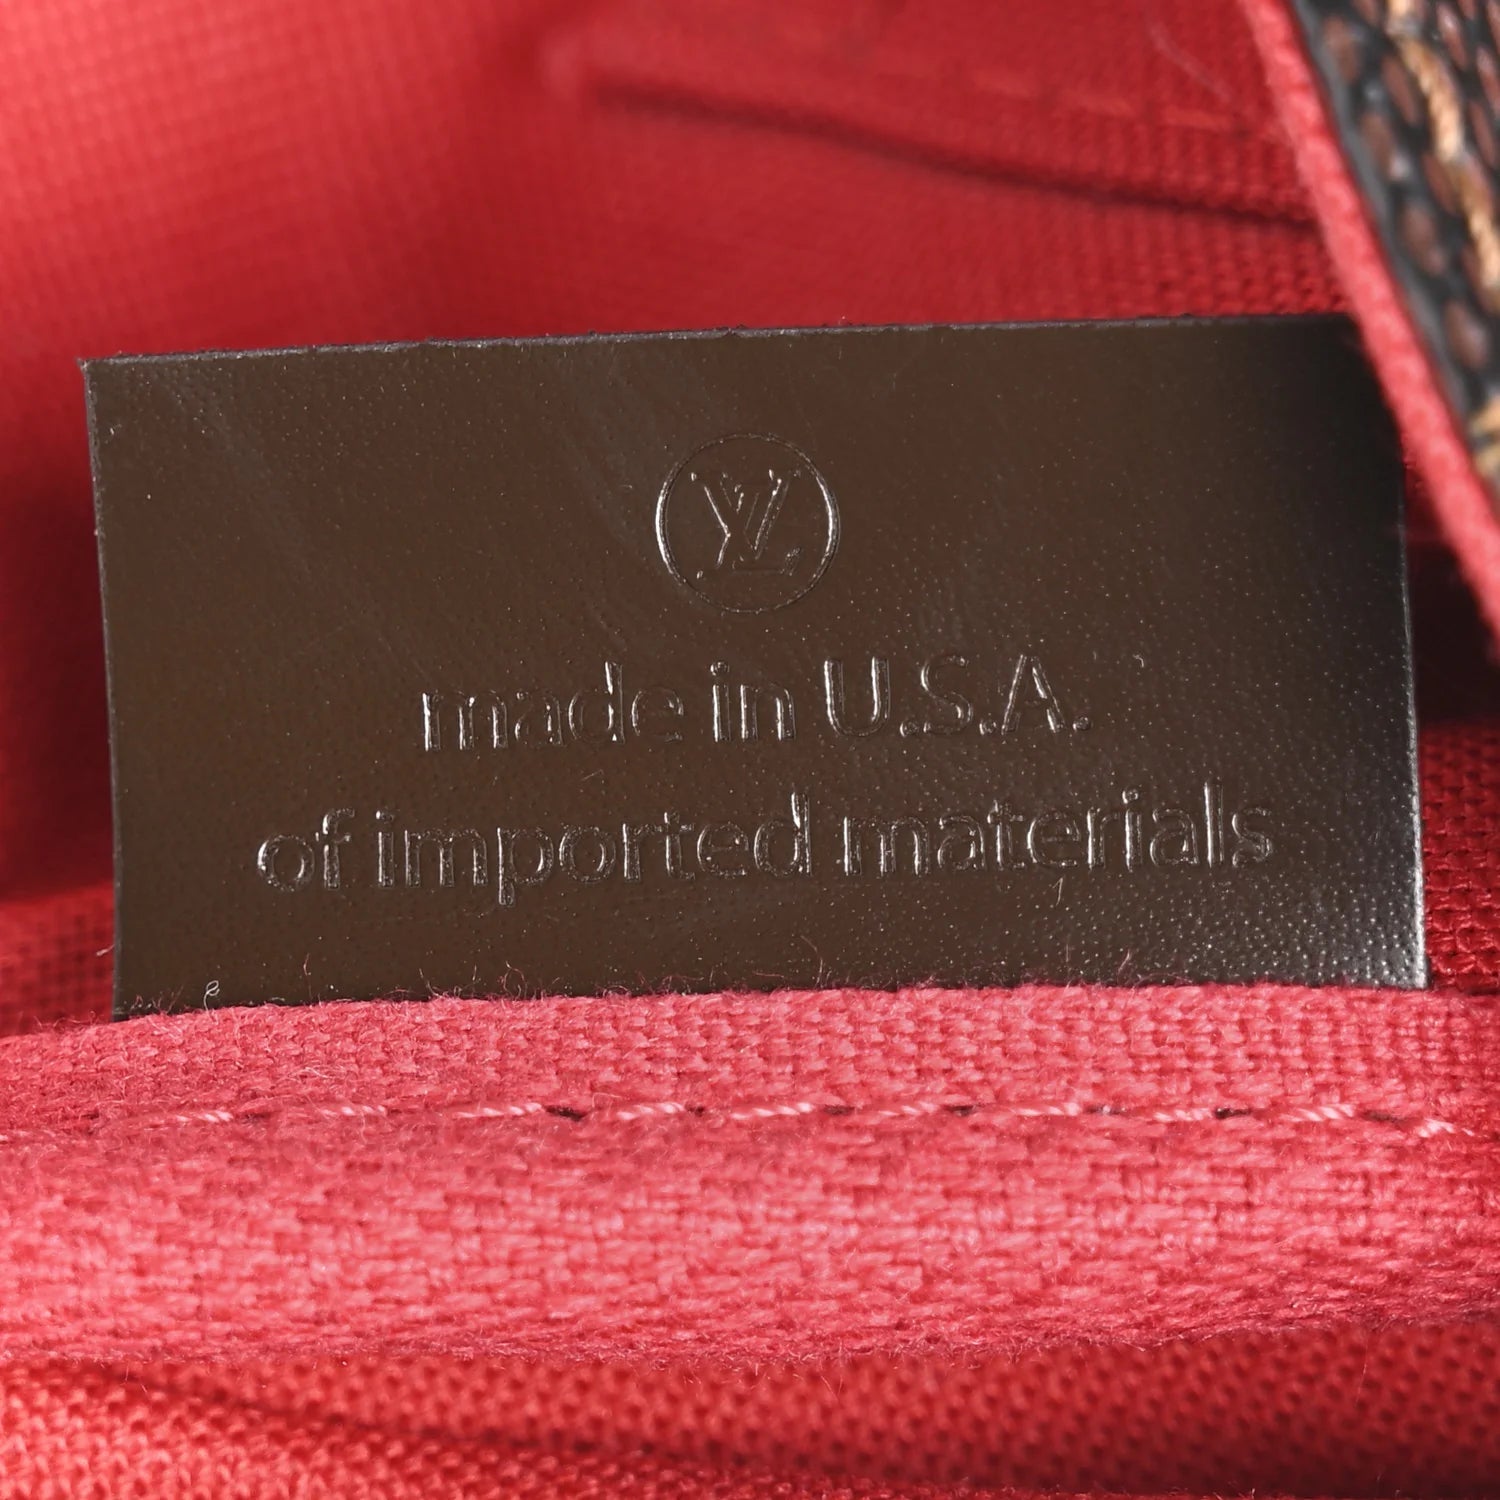 LV
made in U.S.A.
of imported materials